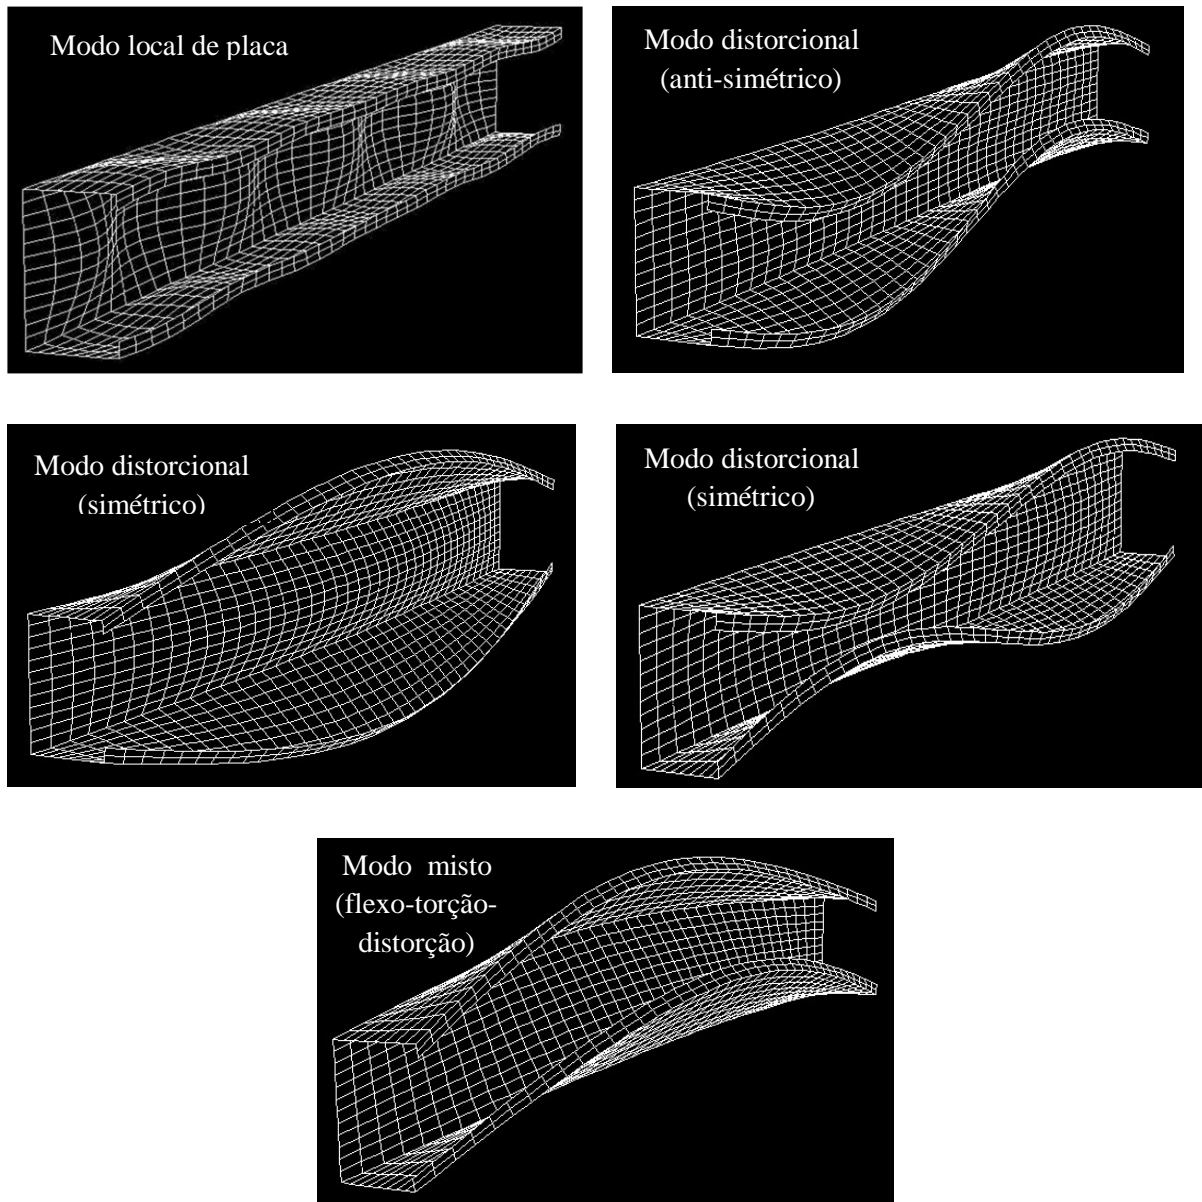 Modo local de placa
Modo distorcional
(anti-simétrico)
Modo distorcional
(simétrico)
Modo distorcional
(simétrico)
Modo misto
(flexo-torção-
distorção)